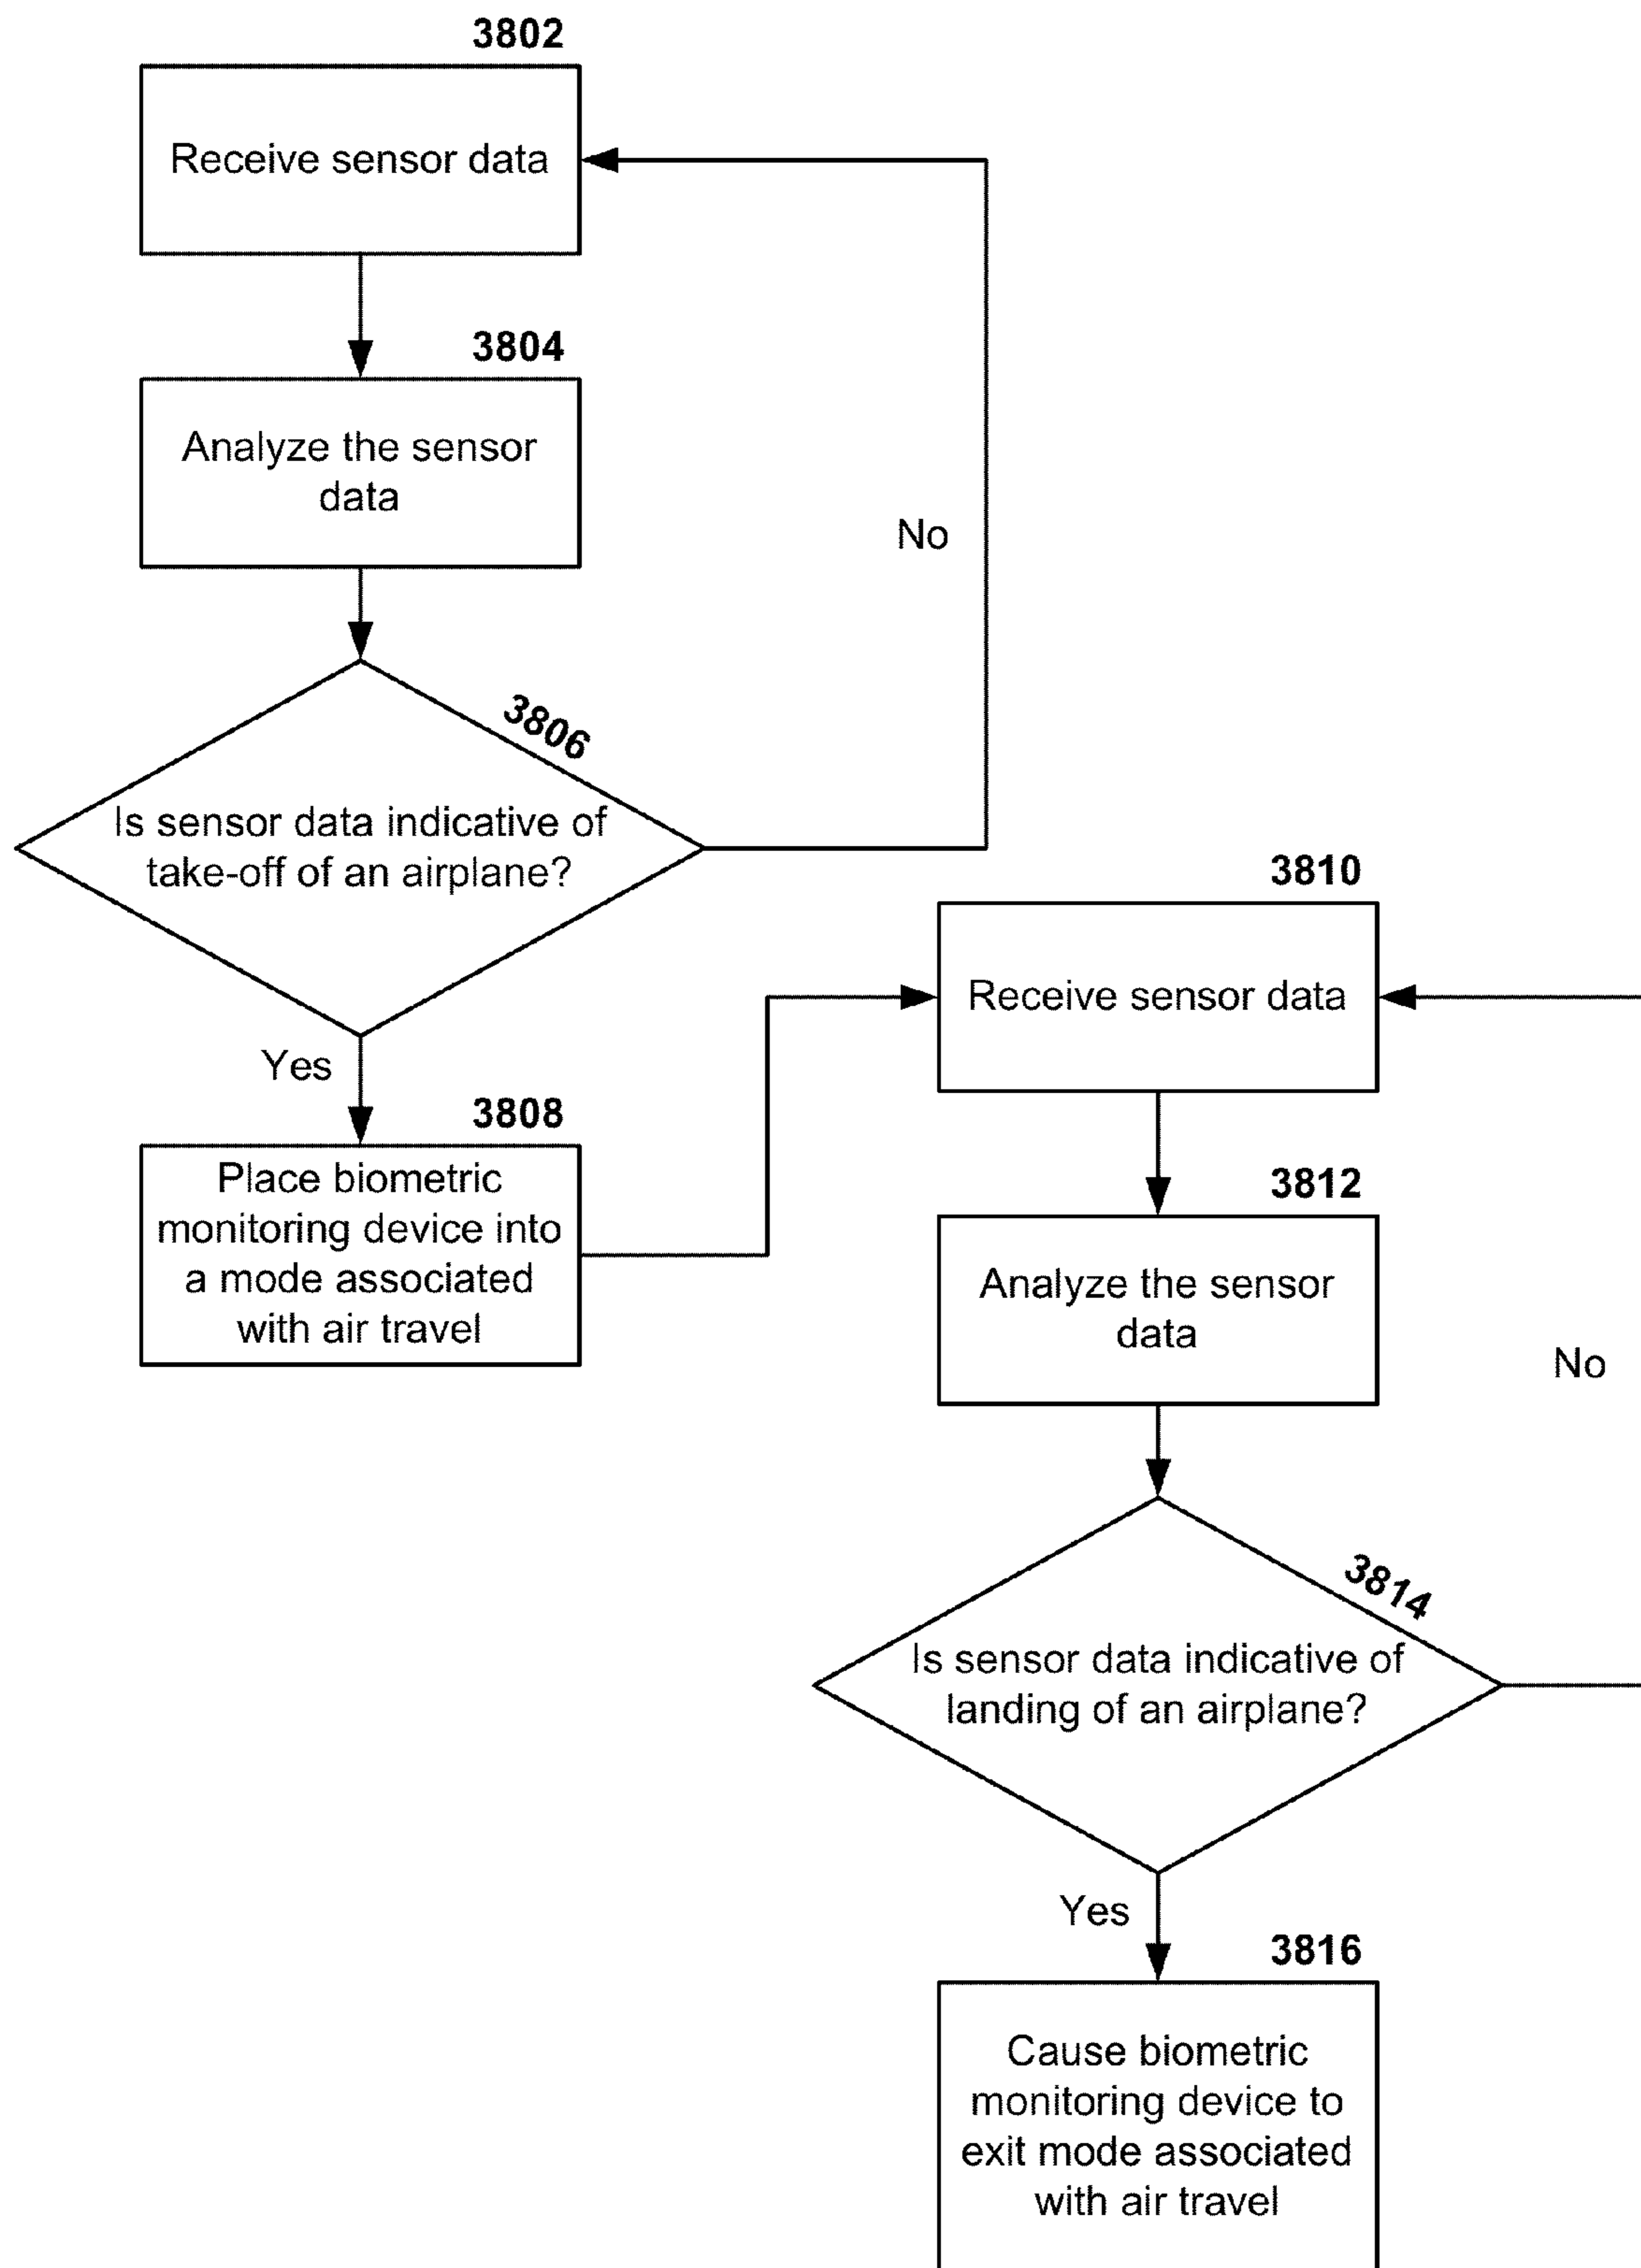 3802
Receive sensor data
3804
Analyze the sensor
data
No
3806
Is sensor data indicative of
take-off of an airplane?
Yes
3808
Place biometric
monitoring device into
a mode associated
with air travel
3810
Receive sensor data
3812
Analyze the sensor
data
No
3814
Is sensor data indicative of
landing of an airplane?
Yes
3816
Cause biometric
monitoring device to
exit mode associated
with air travel